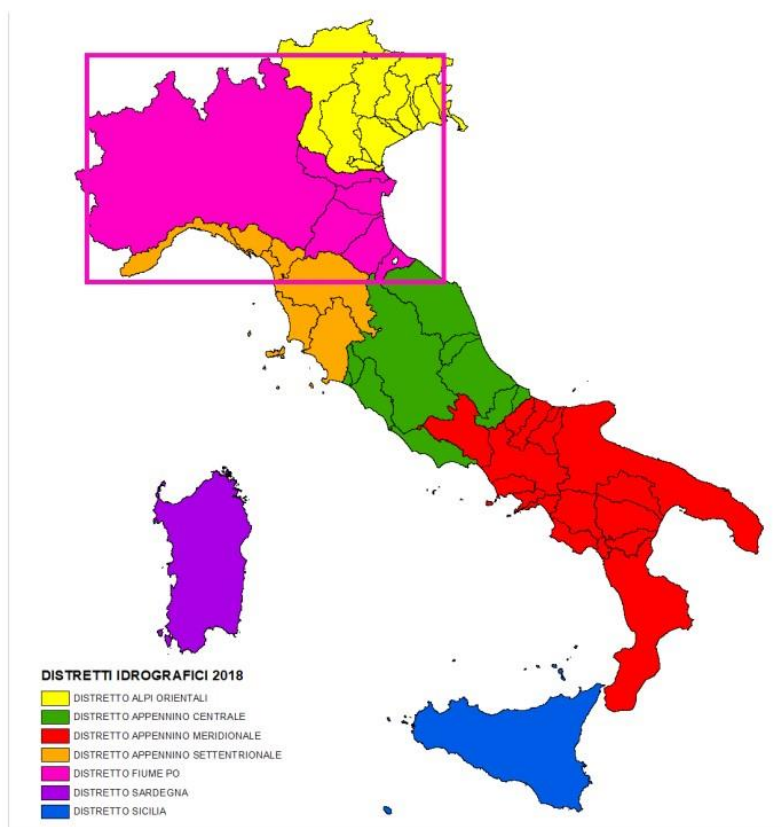 DISTRETTI IDROGRAFICI 2018
DISTRETTO ALPI ORIENTALI
DISTRETTO APPENNINO CENTRALE
DISTRETTO APPENNINO MERIDIONALE
DISTRETTO APPENNINO SETTENTRIONALE
DISTRETTO FIUME PO
DISTRETTO SARDEGNA
DISTRETTO SICILIA